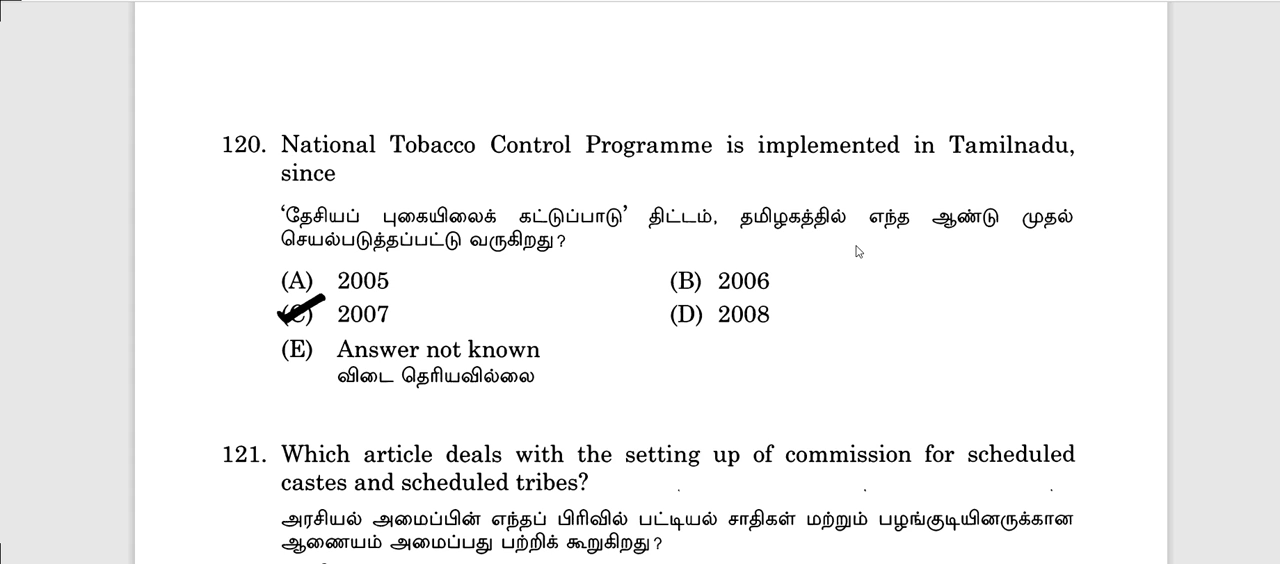 120. National Tobacco Control Programme is implemented in Tamilnadu,
since
‘தேசியப் புகையிலைக் கட்டுப்பாடு’ திட்டம், தமிழகத்தில் எந்த ஆண்டு முதல்
செயல்படுத்தப்பட்டு வருகிறது?
(A) 2005 (B) 2006
(C) 2007 (D) 2008
(E) Answer not known
விடை தெரியவில்லை
121. Which article deals with the setting up of commission for scheduled
castes and scheduled tribes?
அரசியல் அமைப்பின் எந்தப் பிரிவில் பட்டியல் சாதிகள் மற்றும் பழங்குடியினருக்கான
ஆணையம் அமைப்பது பற்றிக் கூறுகிறது?